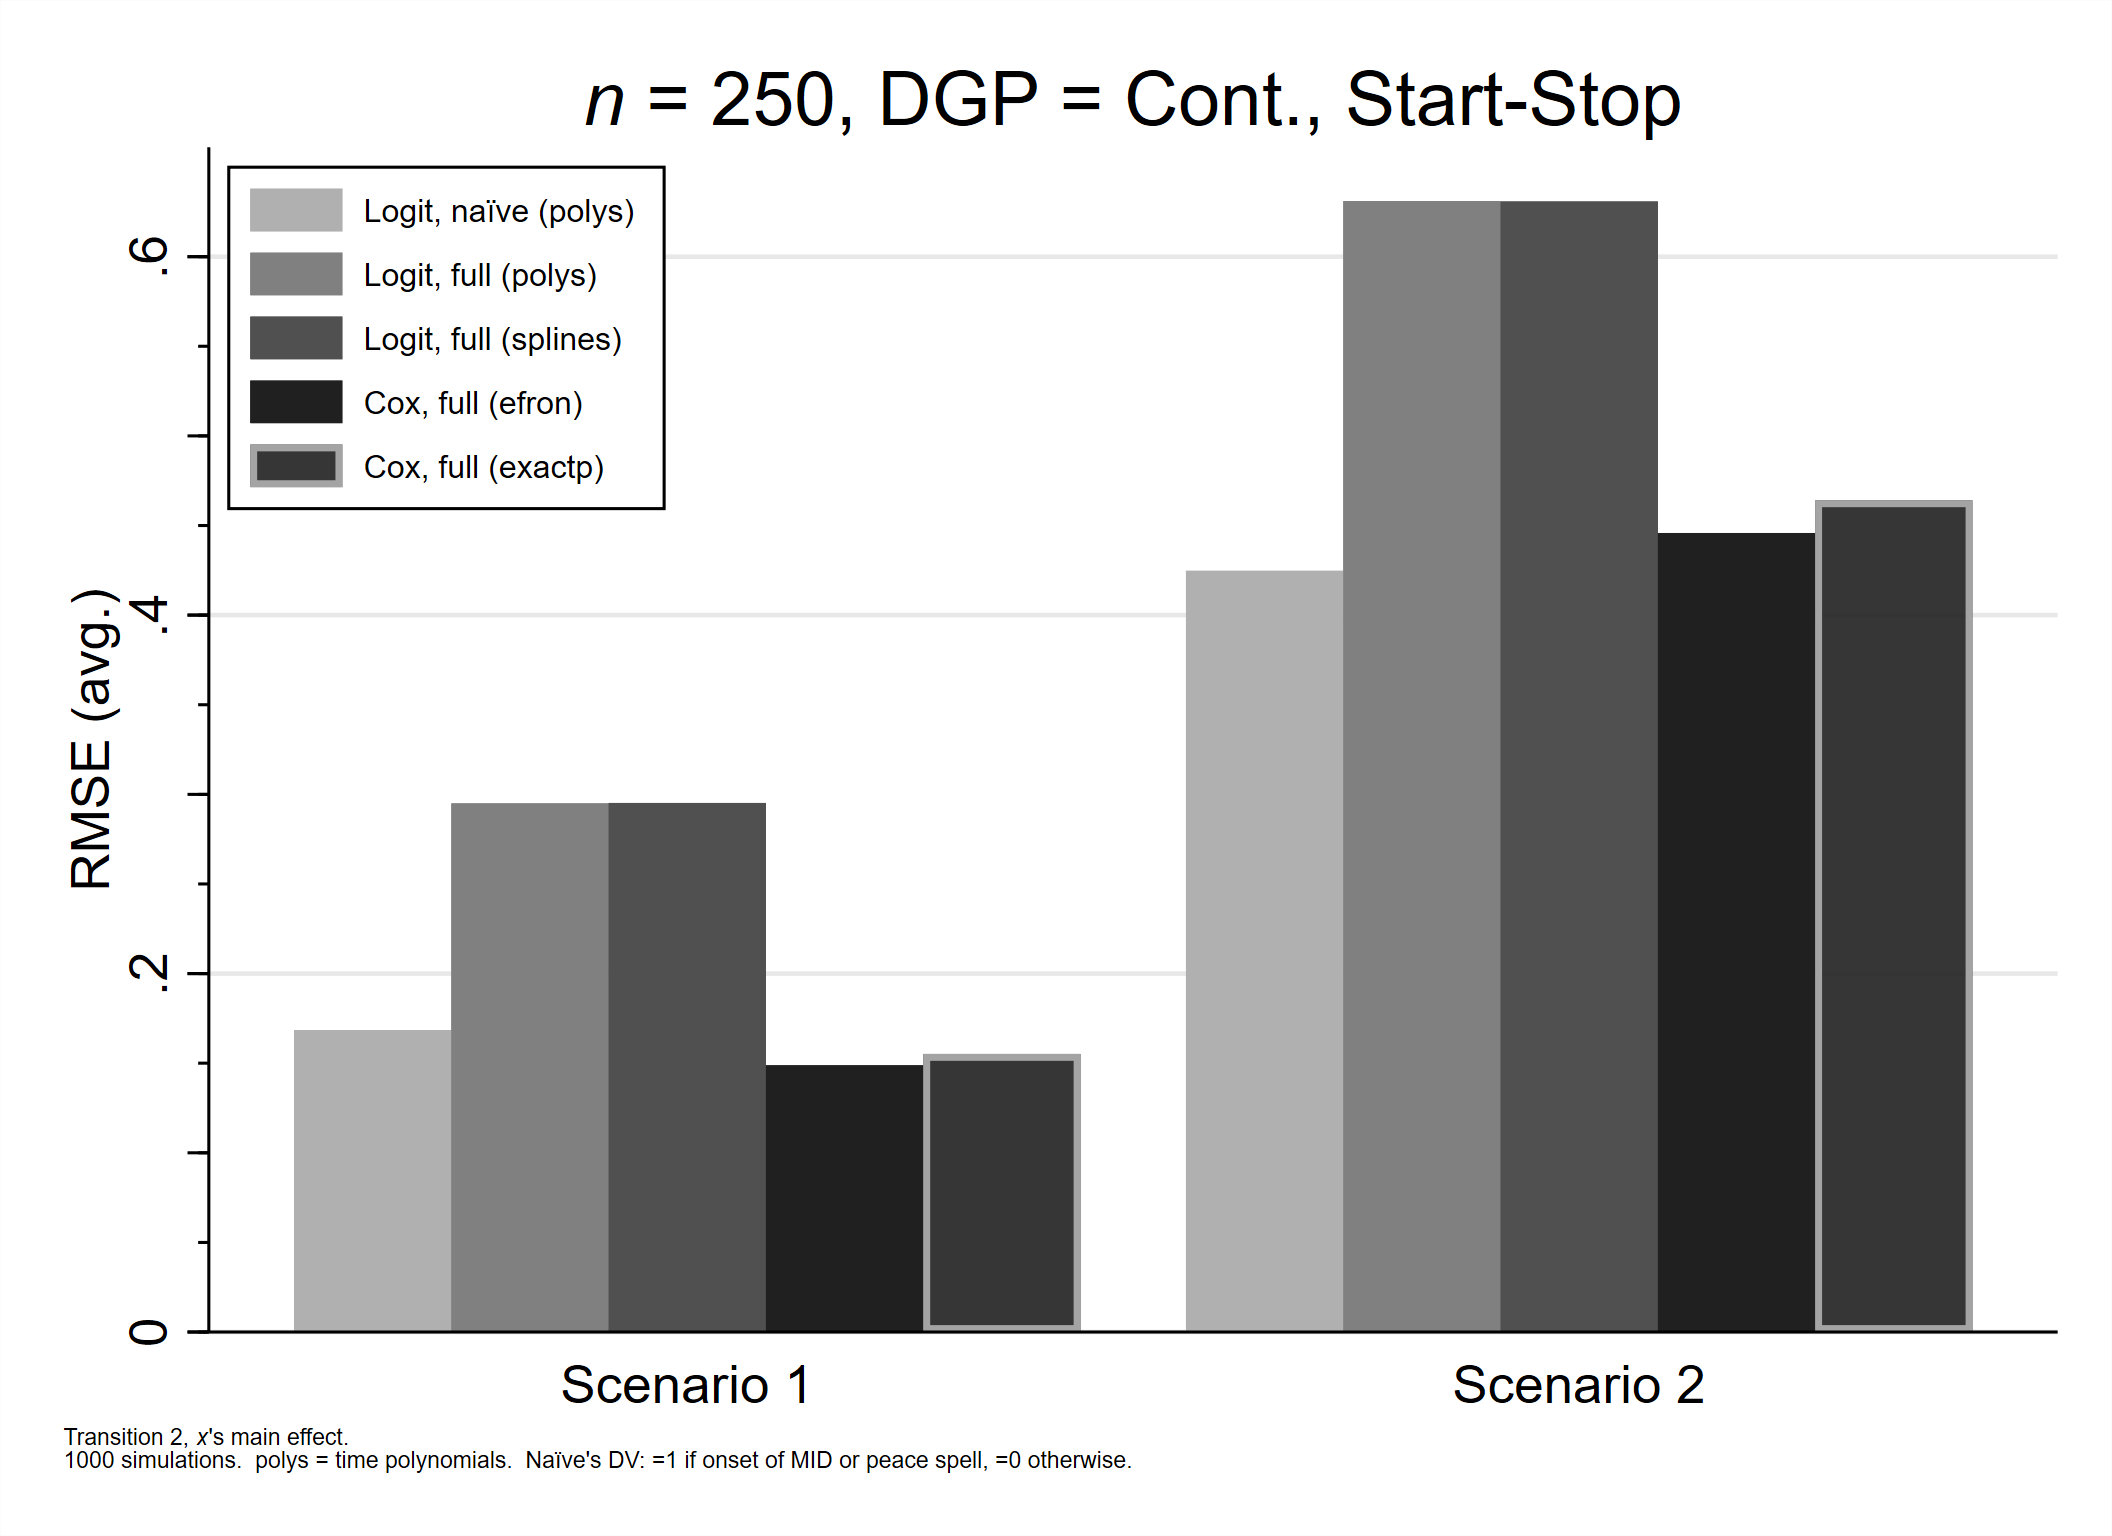 n = 250, DGP = Cont., Start-Stop
Logit, naïve (polys)
Logit, full (polys)
Logit, full (splines)
Cox, full (efron)
Cox, full (exactp)
RMSE (avg.)
.6
.4
.2
0
Scenario 1
Scenario 2
Transition 2, x's main effect.
1000 simulations.  polys = time polynomials.  Naïve's DV: =1 if onset of MID or peace spell, =0 otherwise.